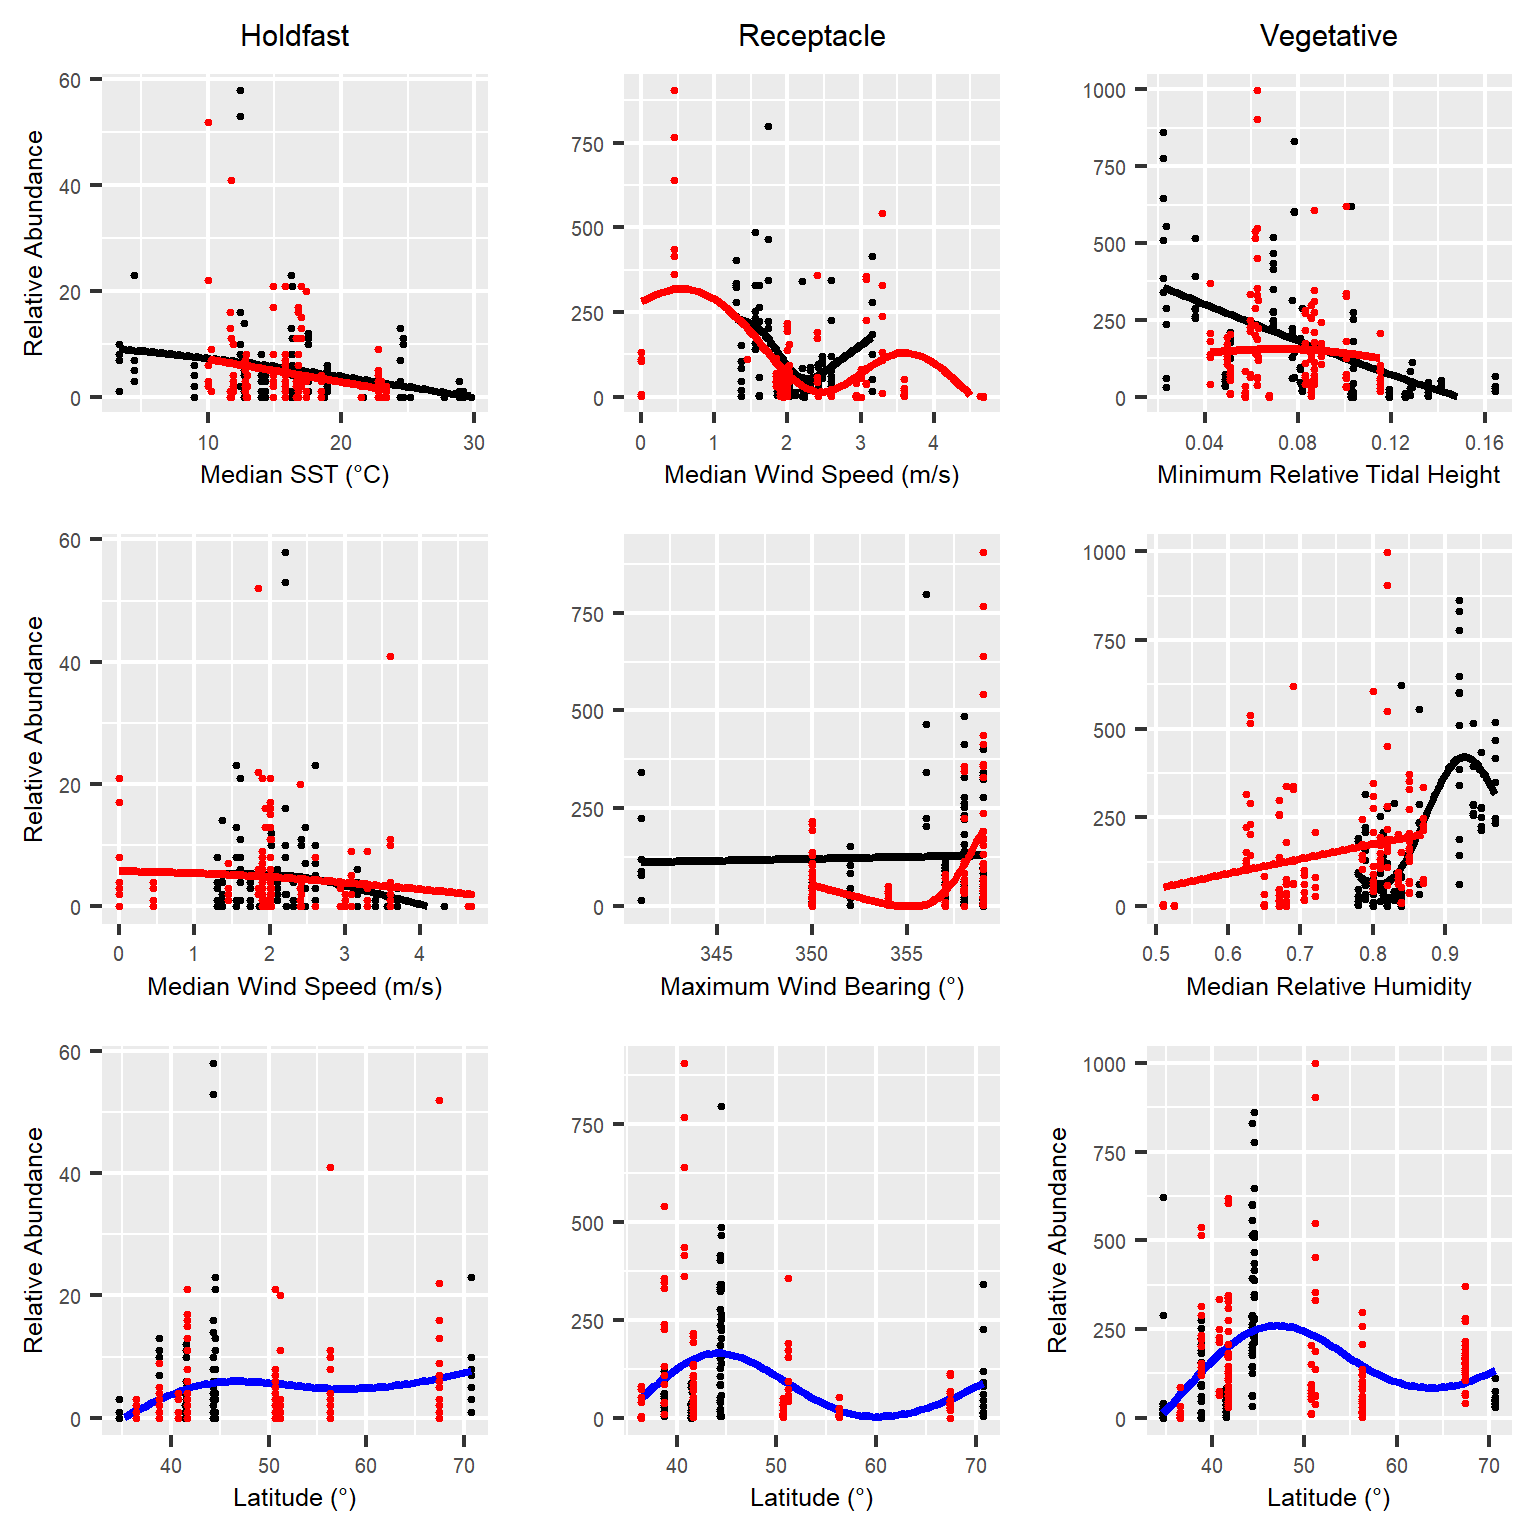 Holdfast Receptacle Vegetative
Relative Abundance
60
40
20
0
10 20 30
Median SST (°C)
750
500
250
0
0 1 2 3 4
Median Wind Speed (m/s)
1000
750
500
250
0
0.04 0.08 0.12 0.16
Minimum Relative Tidal Height
Relative Abundance
60
40
20
0
0 1 2 3 4
Median Wind Speed (m/s)
750
500
250
0
345 350 355
Maximum Wind Bearing (°)
1000
750
500
250
0
0.5 0.6 0.7 0.8 0.9
Median Relative Humidity
Relative Abundance
60
40
20
0
40 50 60 70
Latitude (°)
750
500
250
0
40 50 60 70
Latitude (°)
Relative Abundance
1000
750
500
250
0
40 50 60 70
Latitude (°)